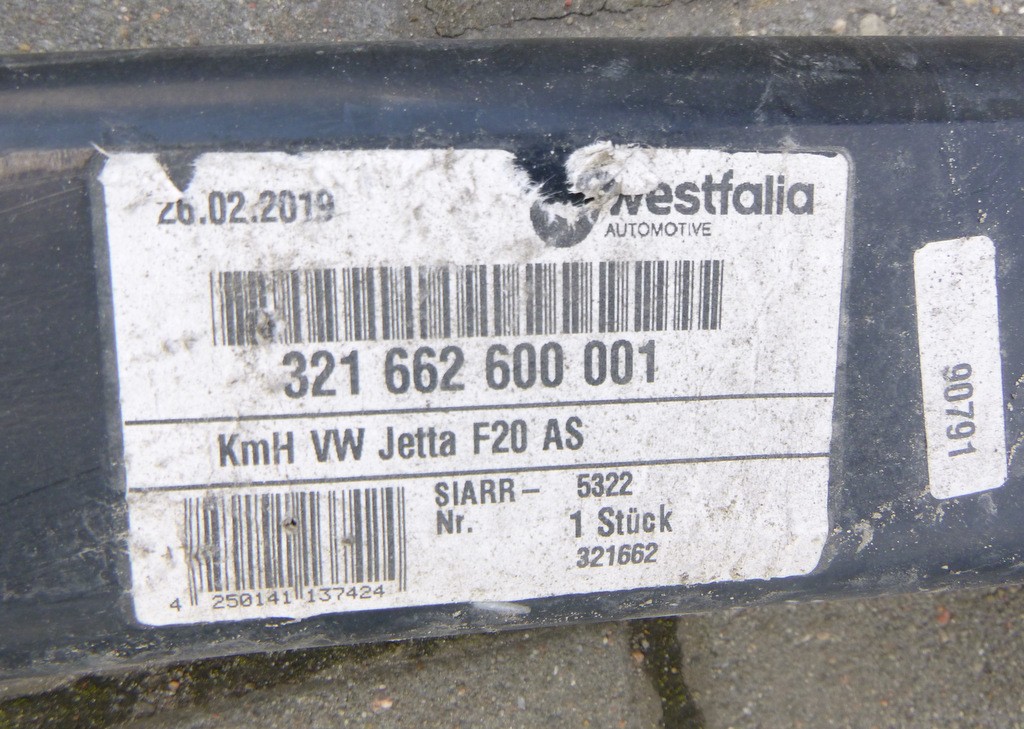 26.02.2019
westfalia
AUTOMOTIVE
321 662 600 001
KmH VW Jetta F20 AS
SIARR- 5322
Nr. 1 Stück
321662
4 250141 137424
90791